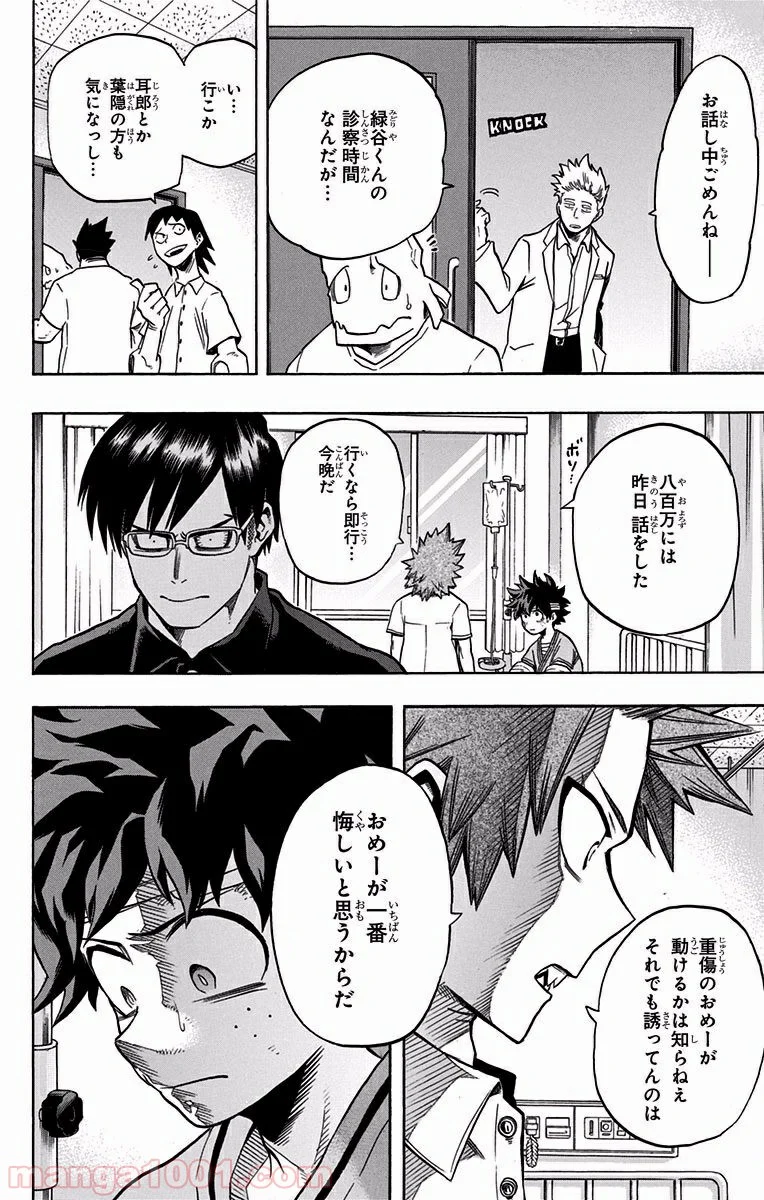 お話し中ごめんね——
KNOCK
緑谷くんの
診察時間
なんだが…
い…
行こか
耳郎とか
葉隠の方も
気になっし…
八百万には
昨日話をした
ボソ…
行くなら即行…
今晩だ
重傷のおめーが
動けるかは知らねえ
それでも誘ってんのは
おめーが一番
悔しいと思うからだ
manga1001.com